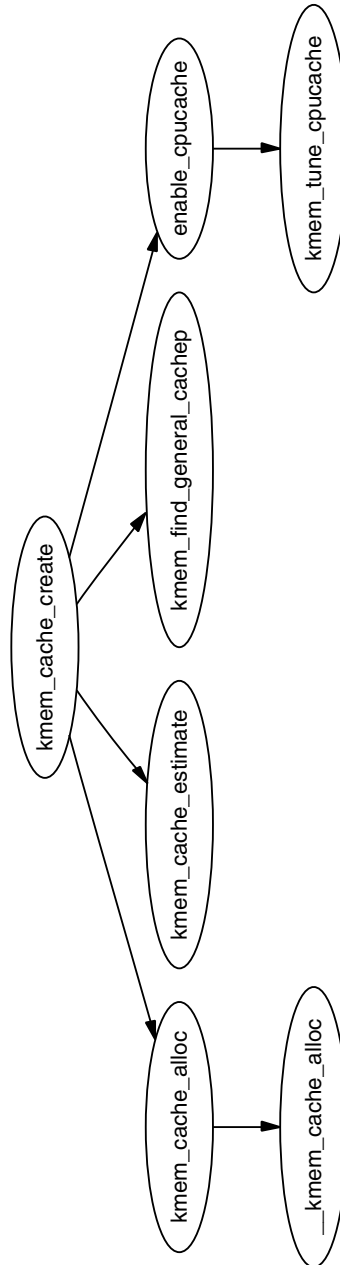 kmem_cache_create
kmem_cache_alloc
kmem_cache_estimate
kmem_find_general_cachep
enable_cpucache
__kmem_cache_alloc
kmem_tune_cpucache